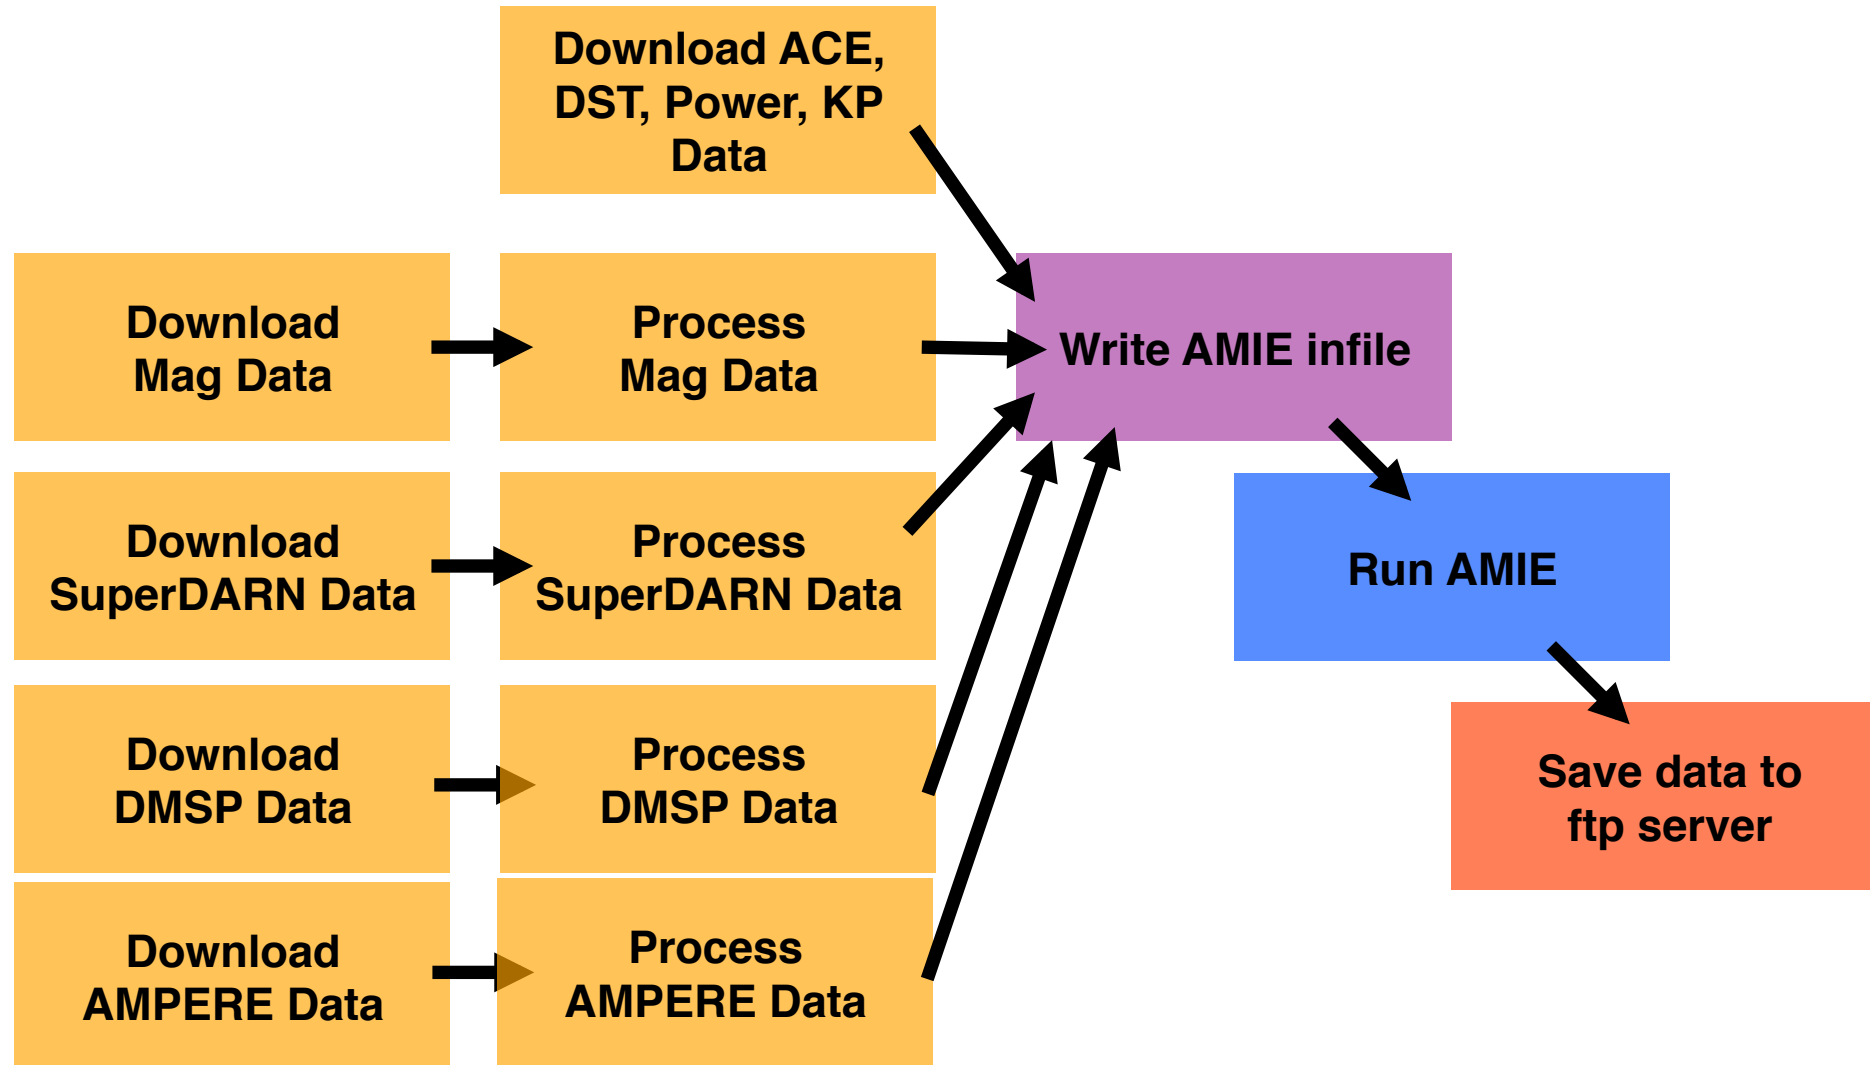 Download ACE,
DST, Power, KP
Data
Download
Mag Data
Process
Mag Data
Write AMIE infile
Download
SuperDARN Data
Process
SuperDARN Data
Run AMIE
Download
DMSP Data
Process
DMSP Data
Save data to
ftp server
Download
AMPERE Data
Process
AMPERE Data